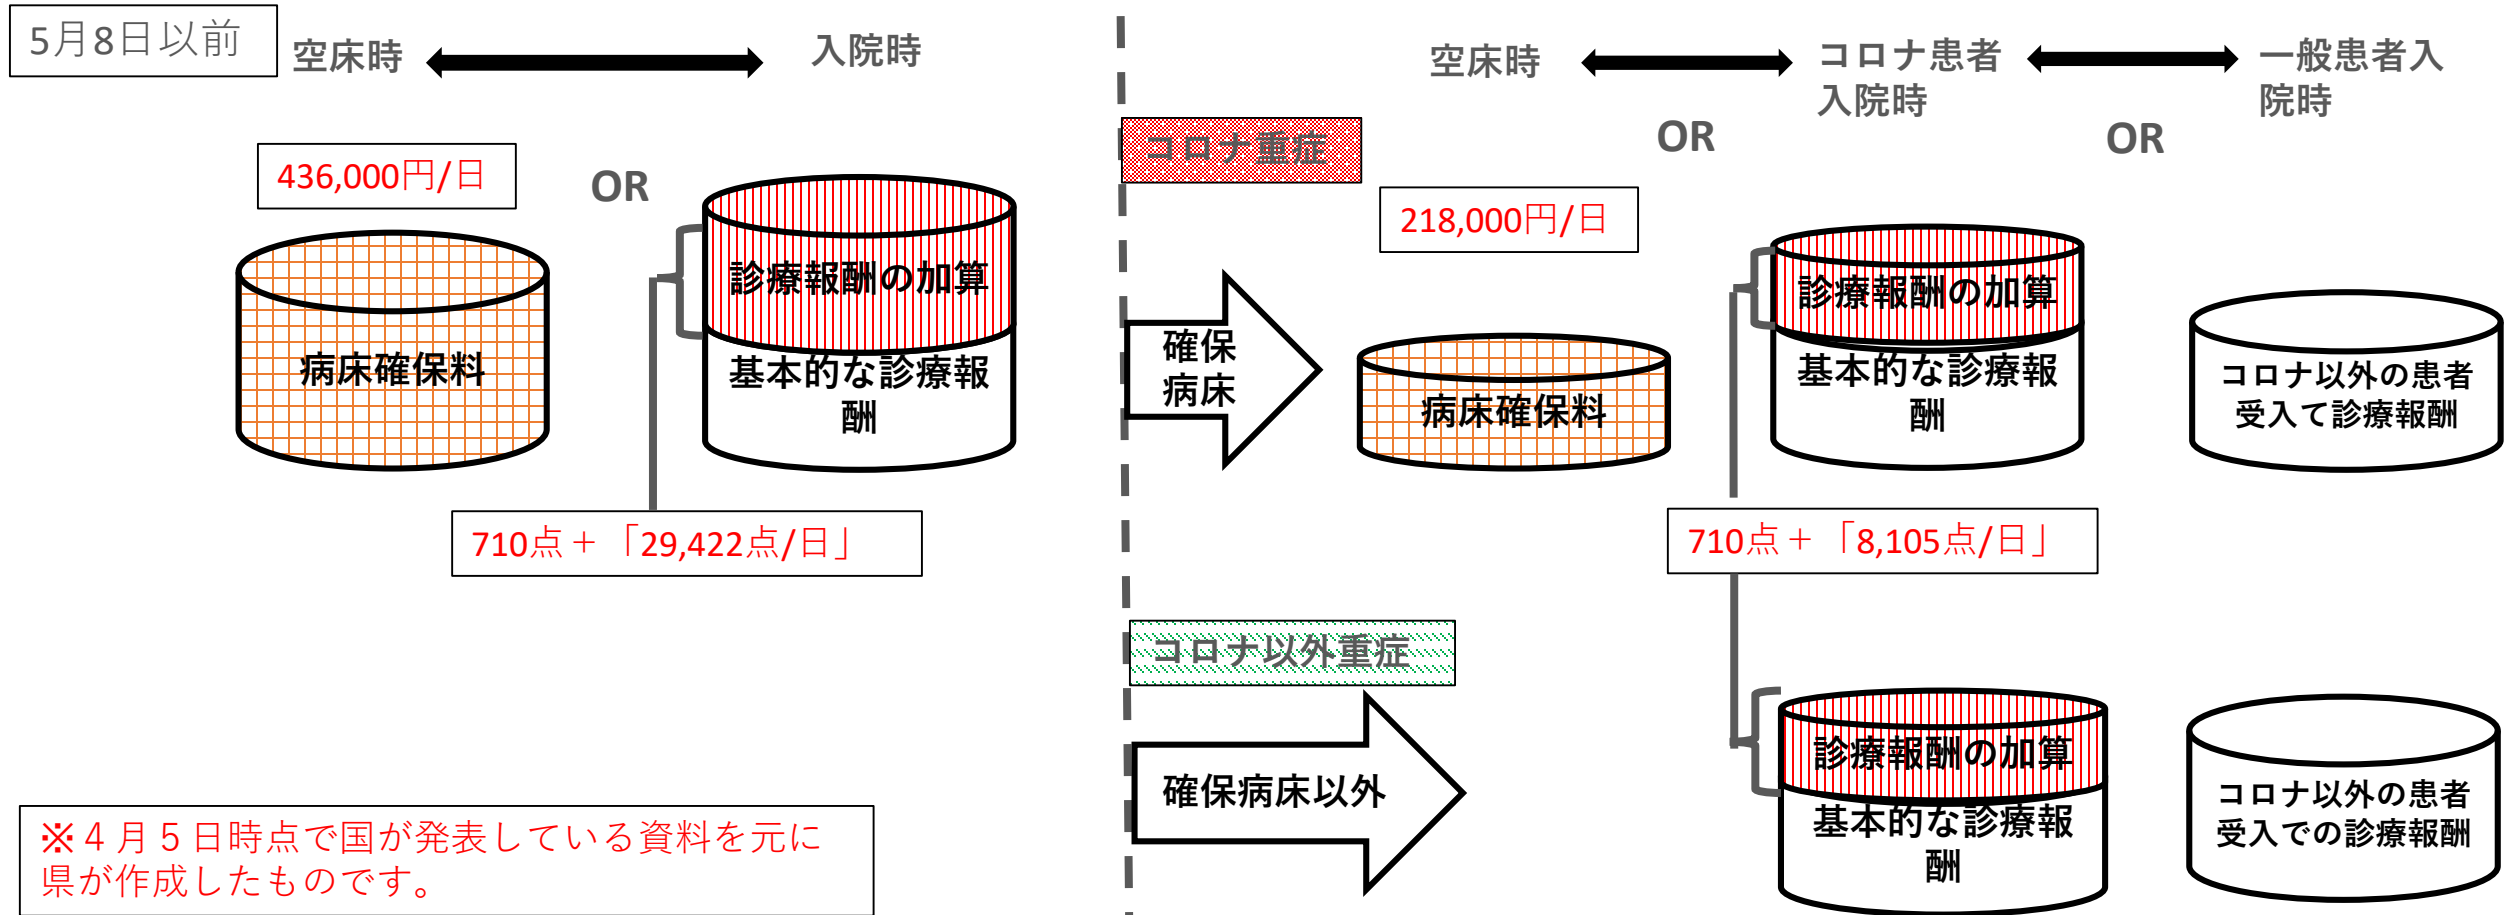 5月8日以前
空床時
入院時
空床時
コロナ患者
入院時
一般患者入
院時
OR
OR
コロナ重症
436,000円/日
OR
218,000円/日
診療報酬の加算
基本的な診療報
酬
病床確保料
確保
病床
病床確保料
診療報酬の加算
基本的な診療報
酬
コロナ以外の患者
受入て診療報酬
710点＋「29,422点/日」
710点＋「8,105点/日」
コロナ以外重症
確保病床以外
診療報酬の加算
基本的な診療報
酬
コロナ以外の患者
受入での診療報酬
※４月５日時点で国が発表している資料を元に
県が作成したものです。